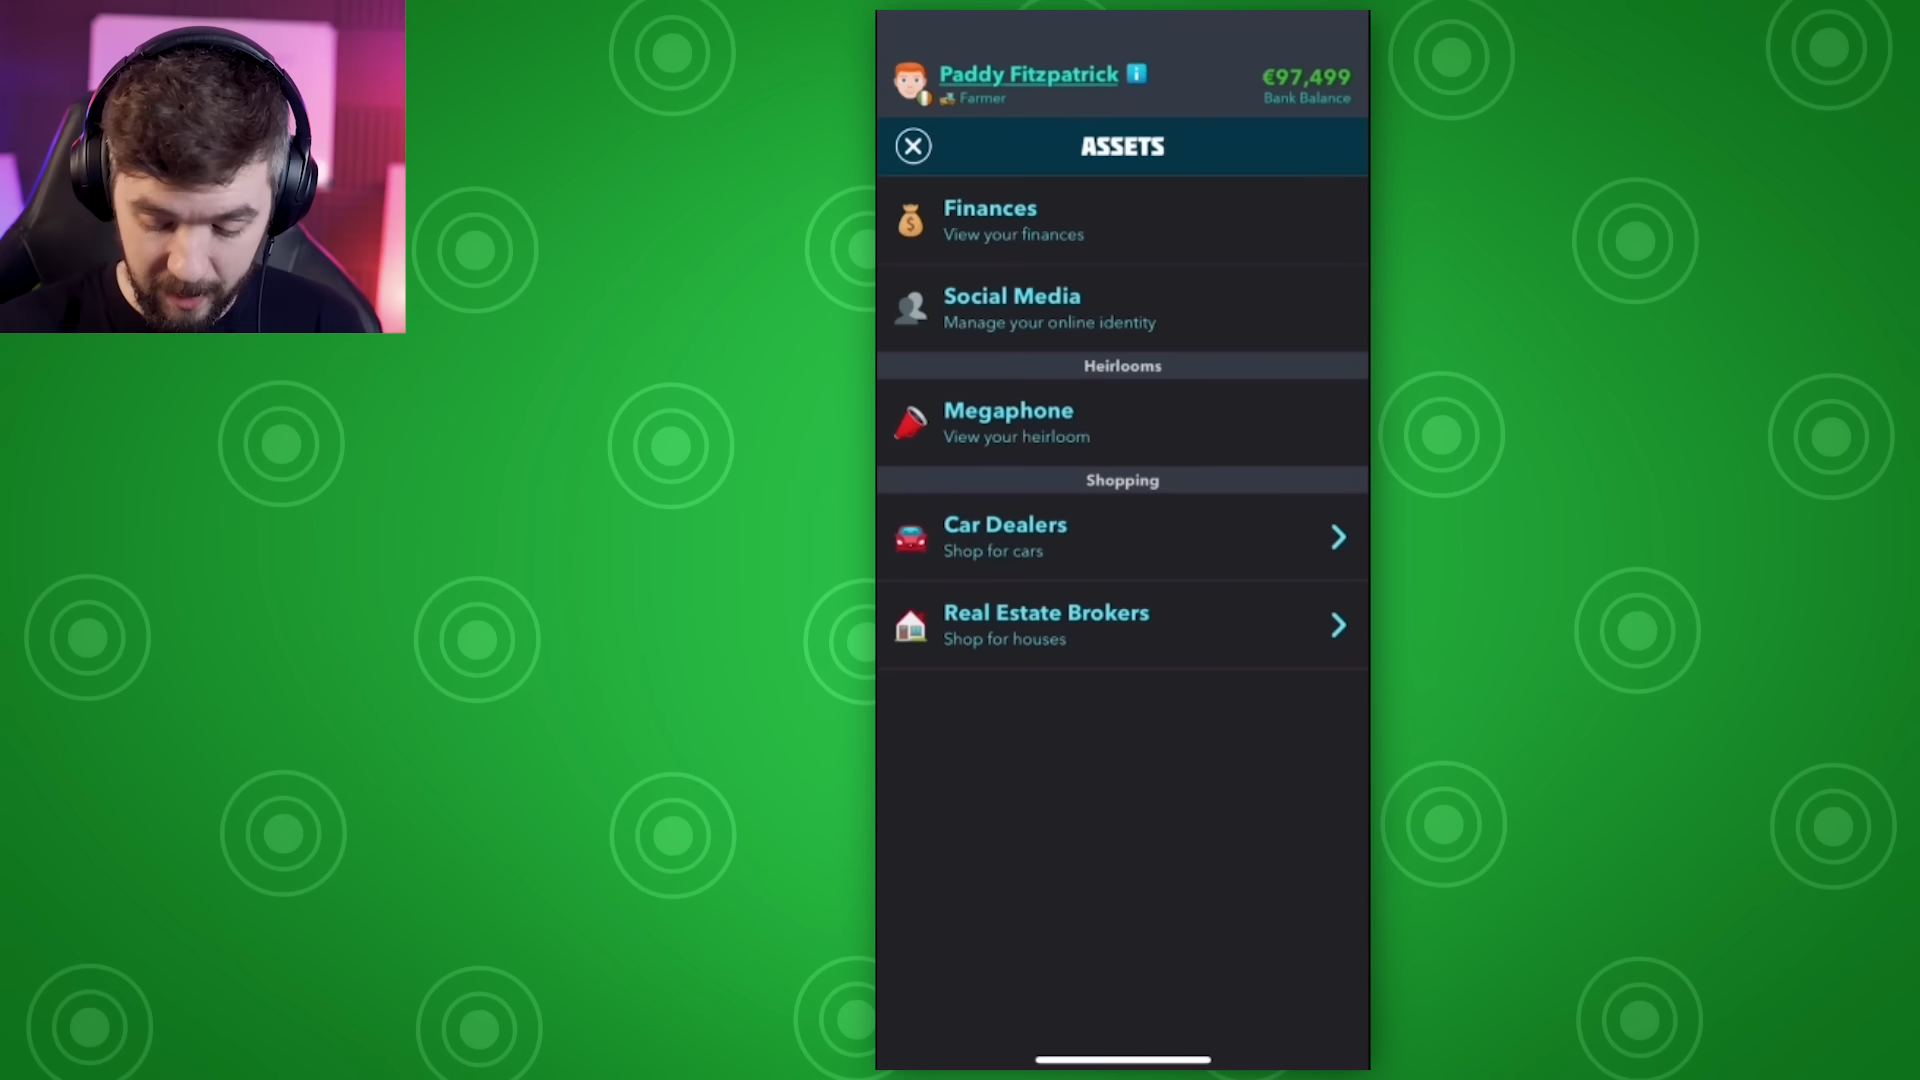 Paddy Fitzpatrick
€97,499
Farmer
Bank Balance
ASSETS
Finances
View your finances
Social Media
Manage your online identity
Heirlooms
Megaphone
View your heirloom
Shopping
Car Dealers
Shop for cars
Real Estate Brokers
Shop for houses